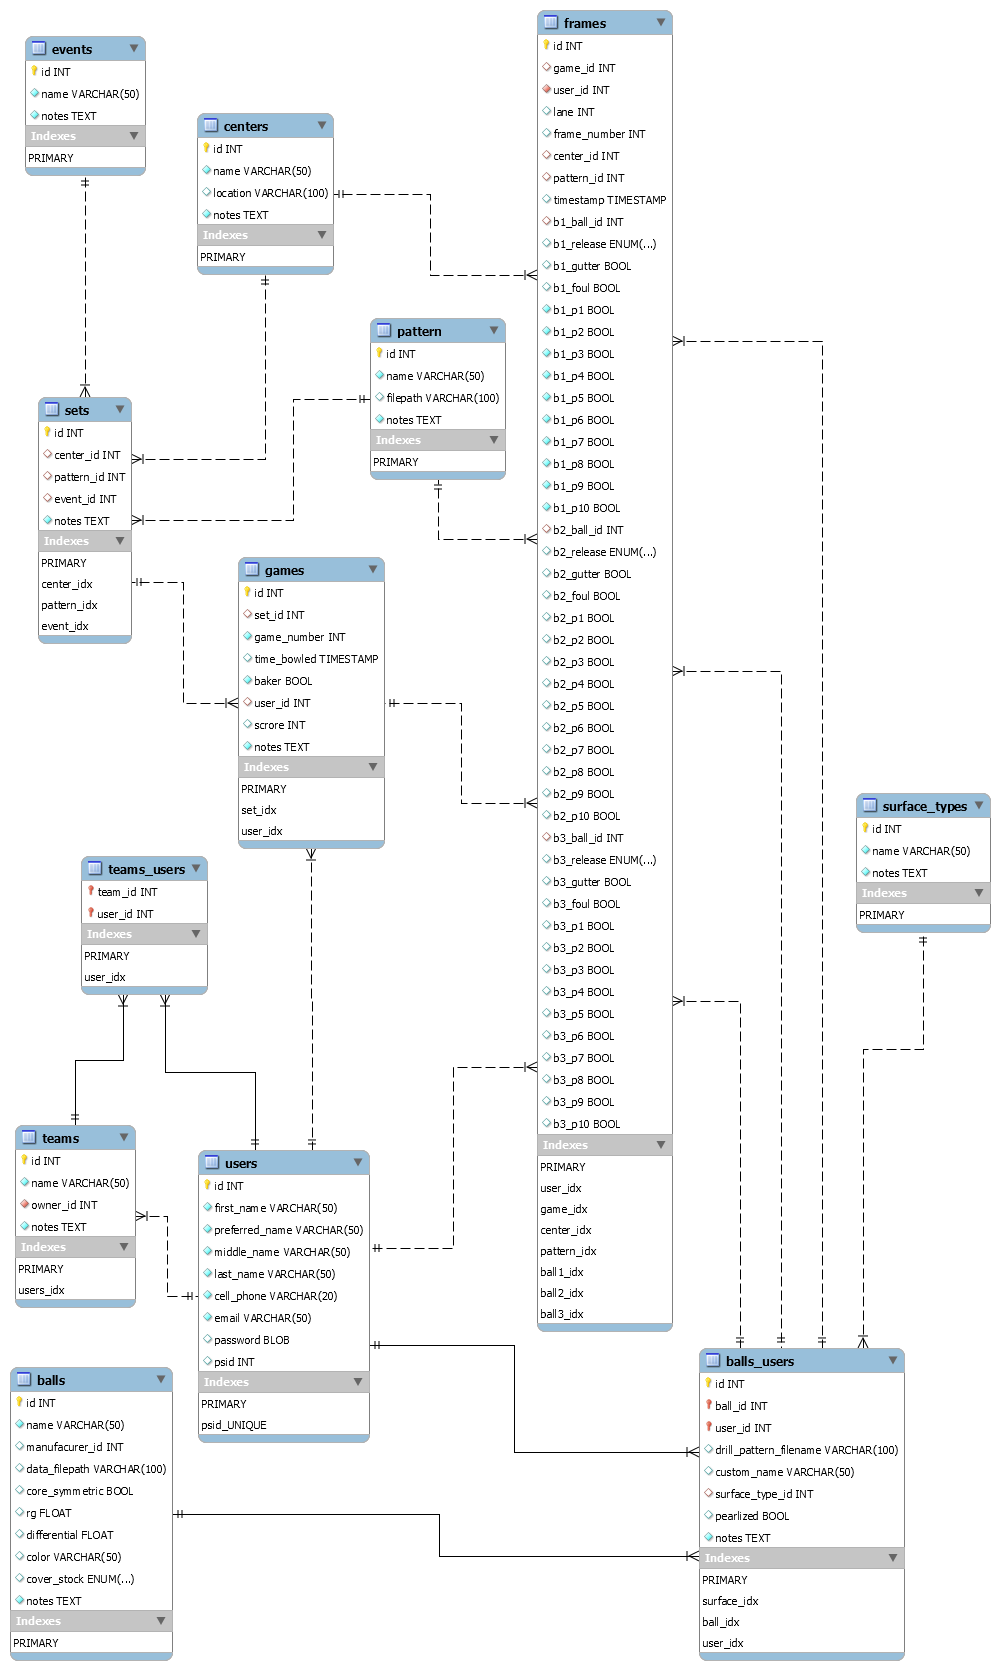 events
id INT
name VARCHAR(50)
notes TEXT
Indexes
PRIMARY
centers
id INT
name VARCHAR(50)
location VARCHAR(100)
notes TEXT
Indexes
PRIMARY
pattern
id INT
name VARCHAR(50)
filepath VARCHAR(100)
notes TEXT
Indexes
PRIMARY
sets
id INT
center_id INT
pattern_id INT
event_id INT
notes TEXT
Indexes
PRIMARY
center_idx
pattern_idx
event_idx
games
id INT
set_id INT
game_number INT
time_bowled TIMESTAMP
baker BOOL
user_id INT
scrore INT
notes TEXT
Indexes
PRIMARY
set_idx
user_idx
frames
id INT
game_id INT
user_id INT
lane INT
frame_number INT
center_id INT
pattern_id INT
timestamp TIMESTAMP
b1_ball_id INT
b1_release ENUM(...)
b1_gutter BOOL
b1_foul BOOL
b1_p1 BOOL
b1_p2 BOOL
b1_p3 BOOL
b1_p4 BOOL
b1_p5 BOOL
b1_p6 BOOL
b1_p7 BOOL
b1_p8 BOOL
b1_p9 BOOL
b1_p10 BOOL
b2_ball_id INT
b2_release ENUM(...)
b2_gutter BOOL
b2_foul BOOL
b2_p1 BOOL
b2_p2 BOOL
b2_p3 BOOL
b2_p4 BOOL
b2_p5 BOOL
b2_p6 BOOL
b2_p7 BOOL
b2_p8 BOOL
b2_p9 BOOL
b2_p10 BOOL
b3_ball_id INT
b3_release ENUM(...)
b3_gutter BOOL
b3_foul BOOL
b3_p1 BOOL
b3_p2 BOOL
b3_p3 BOOL
b3_p4 BOOL
b3_p5 BOOL
b3_p6 BOOL
b3_p7 BOOL
b3_p8 BOOL
b3_p9 BOOL
b3_p10 BOOL
Indexes
PRIMARY
user_idx
game_idx
center_idx
pattern_idx
ball1_idx
ball2_idx
ball3_idx
surface_types
id INT
name VARCHAR(50)
notes TEXT
Indexes
PRIMARY
teams_users
team_id INT
user_id INT
Indexes
PRIMARY
user_idx
teams
id INT
name VARCHAR(50)
owner_id INT
notes TEXT
Indexes
PRIMARY
users_idx
users
id INT
first_name VARCHAR(50)
preferred_name VARCHAR(50)
middle_name VARCHAR(50)
last_name VARCHAR(50)
cell_phone VARCHAR(20)
email VARCHAR(50)
password BLOB
psid INT
Indexes
PRIMARY
psid_UNIQUE
balls
id INT
name VARCHAR(50)
manufacurer_id INT
data_filepath VARCHAR(100)
core_symmetric BOOL
rg FLOAT
differential FLOAT
color VARCHAR(50)
cover_stock ENUM(...)
notes TEXT
Indexes
PRIMARY
balls_users
id INT
ball_id INT
user_id INT
drill_pattern_filename VARCHAR(100)
custom_name VARCHAR(50)
surface_type_id INT
pearlized BOOL
notes TEXT
Indexes
PRIMARY
surface_idx
ball_idx
user_idx